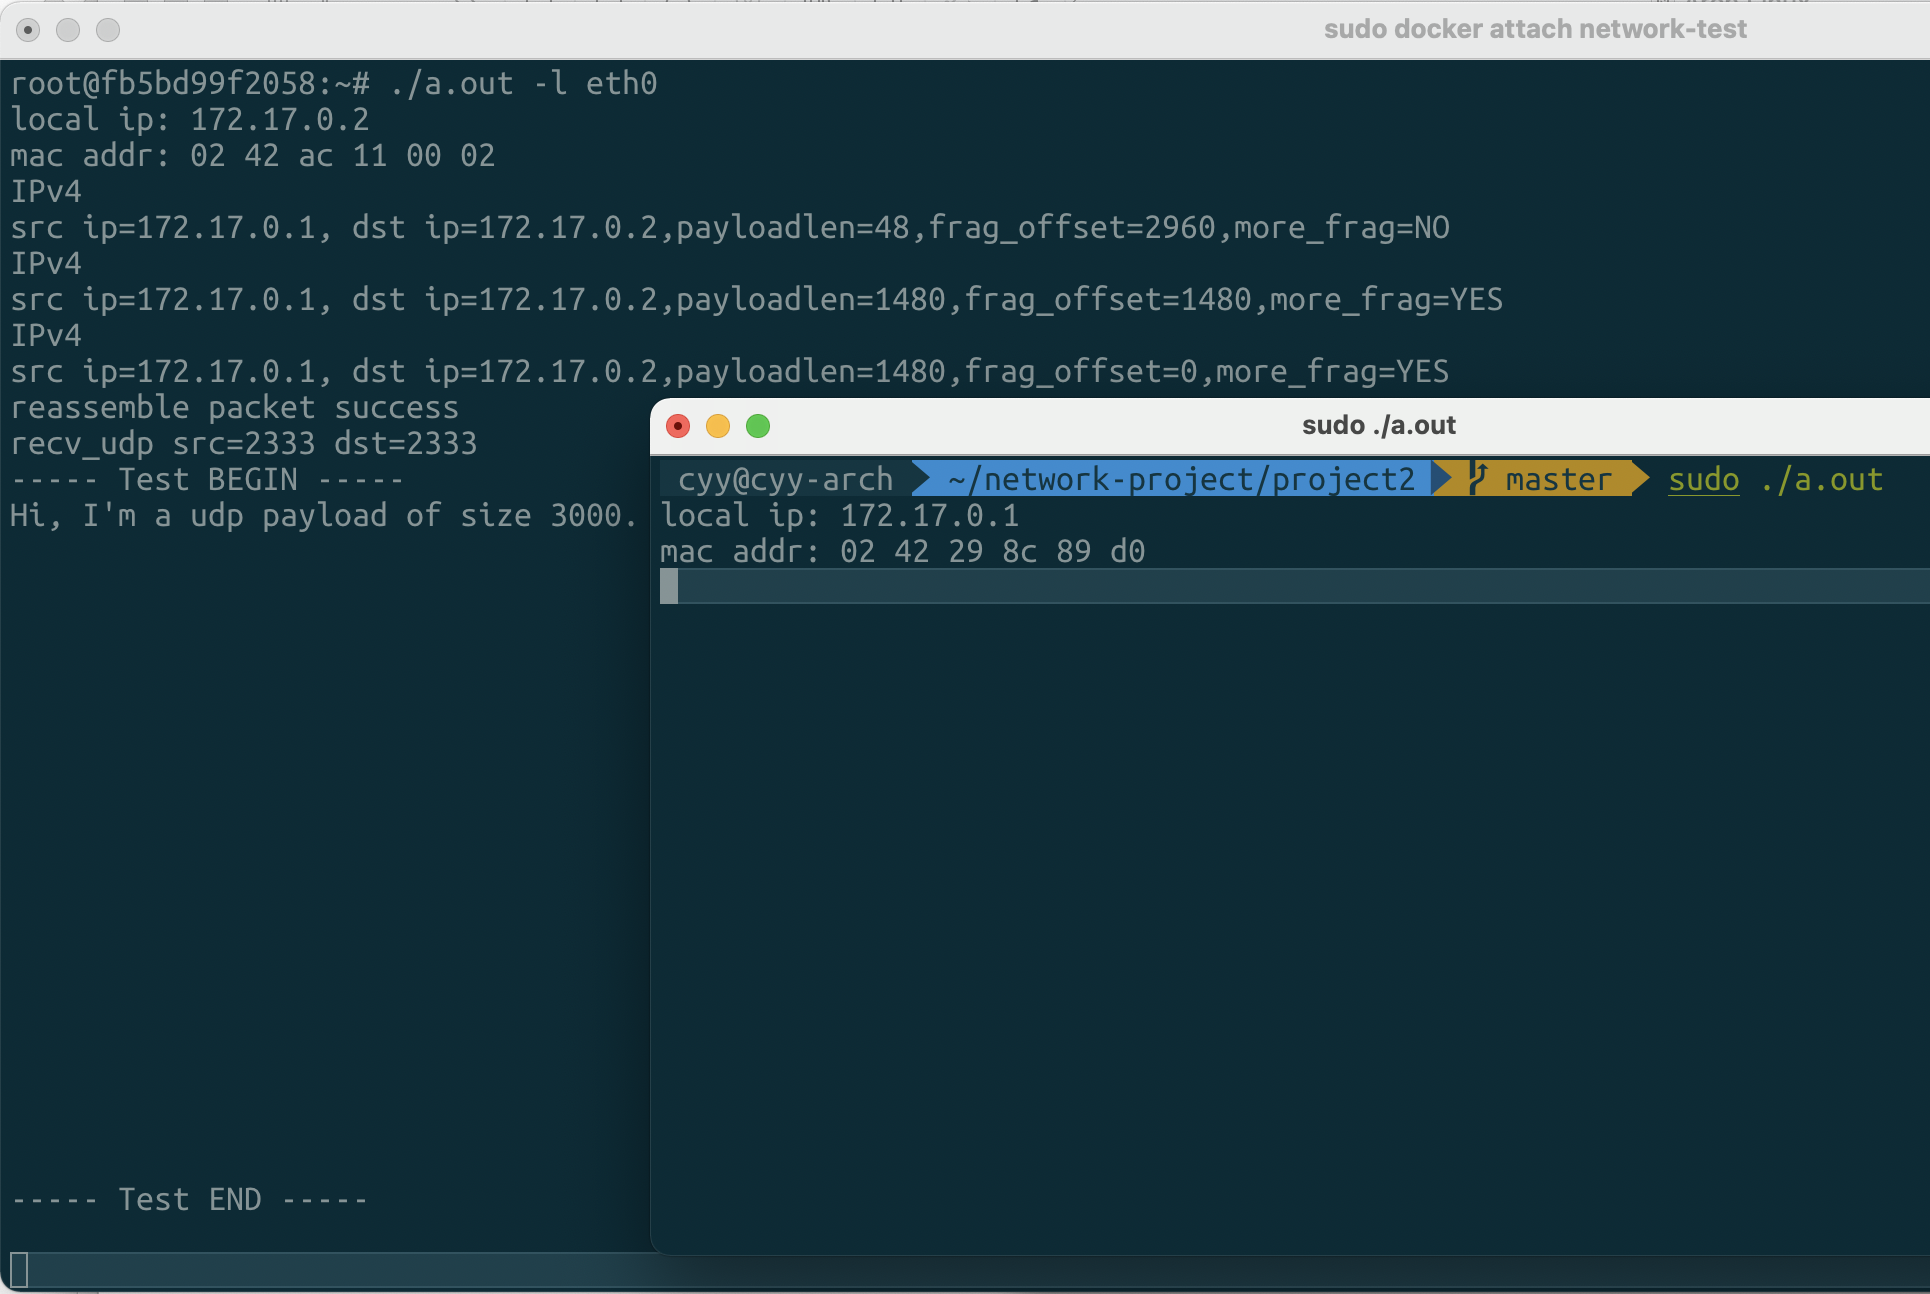 sudo docker attach network-test
root@fb5bd99f2058:~# ./a.out -l eth0
local ip: 172.17.0.2
mac addr: 02 42 ac 11 00 02
IPv4
src ip=172.17.0.1, dst ip=172.17.0.2,payloadlen=48,frag_offset=2960,more_frag=NO
IPv4
src ip=172.17.0.1, dst ip=172.17.0.2,payloadlen=1480,frag_offset=1480,more_frag=YES
IPv4
src ip=172.17.0.1, dst ip=172.17.0.2,payloadlen=1480,frag_offset=0,more_frag=YES
reassemble packet success
recv_udp src=2333 dst=2333
----- Test BEGIN -----
Hi, I'm a udp payload of size 3000.
----- Test END -----
sudo ./a.out
cyy@cyy-arch ~/network-project/project2 master sudo ./a.out
local ip: 172.17.0.1
mac addr: 02 42 29 8c 89 d0